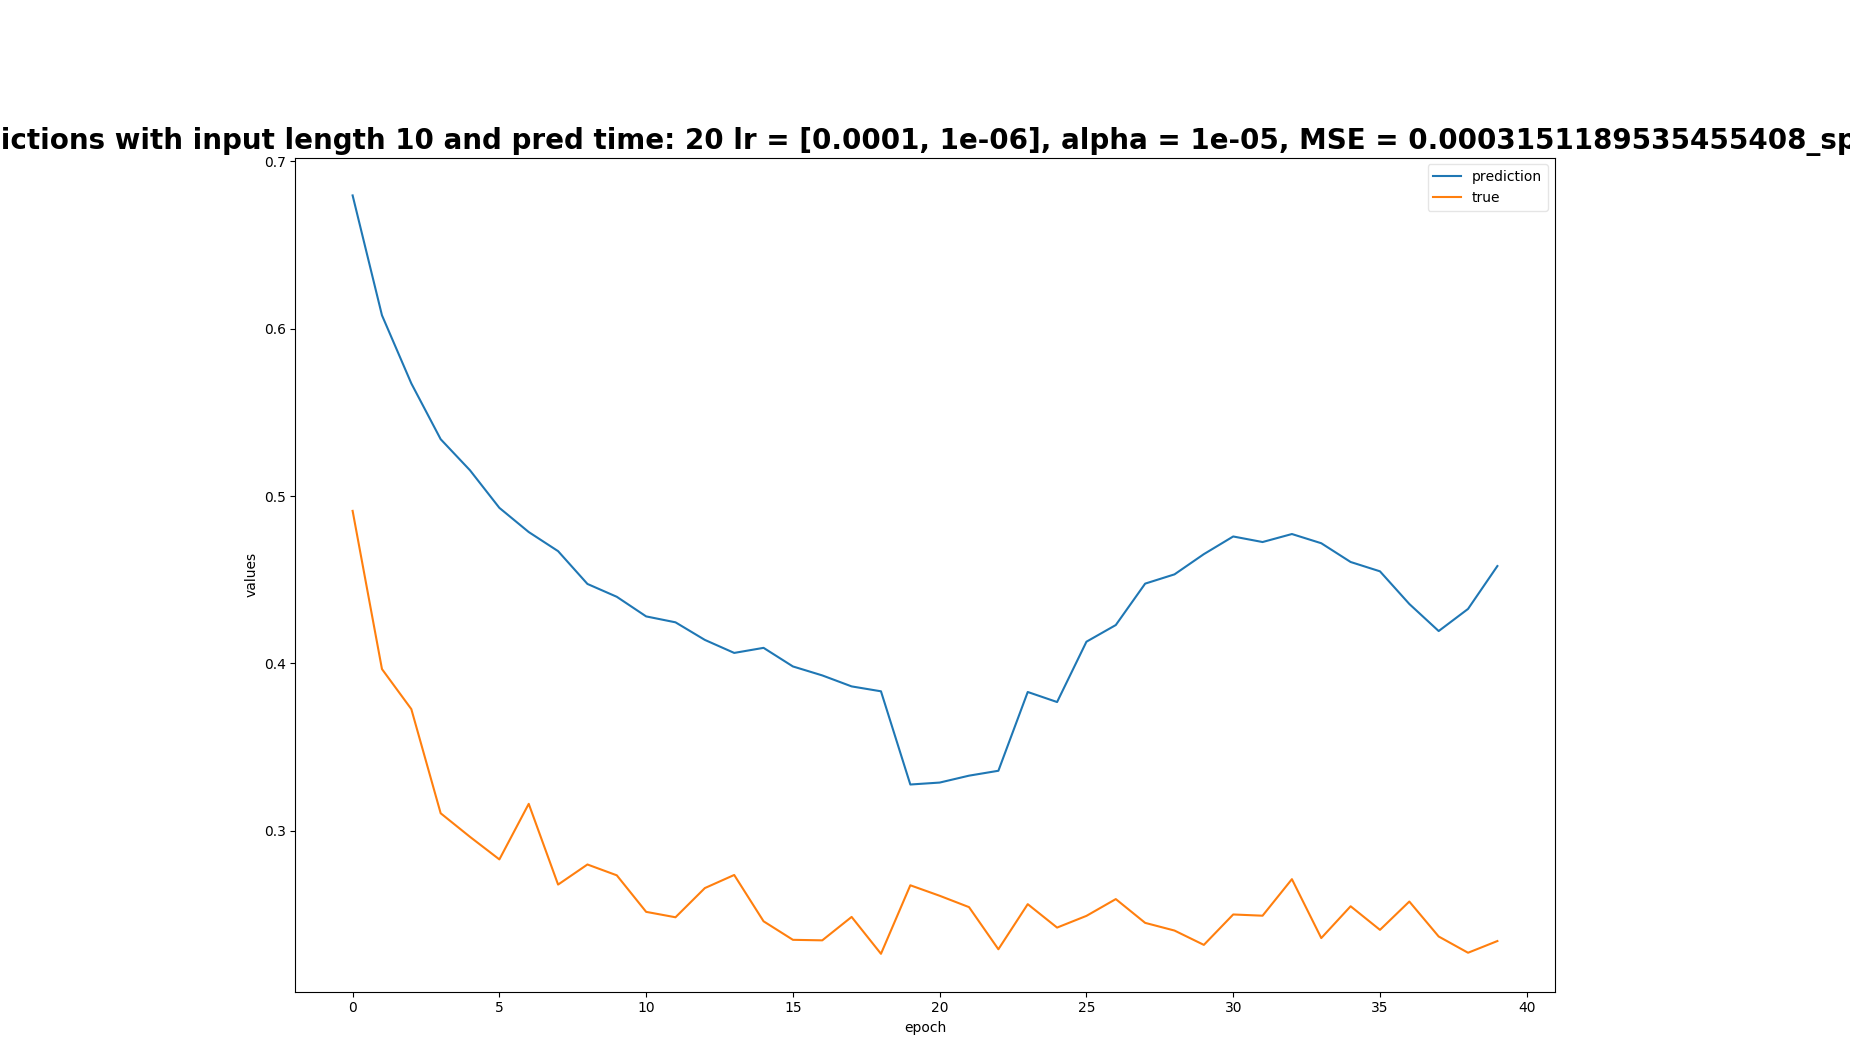 ictions with input length 10 and pred time: 20 lr = [0.0001, 1e-06], alpha = 1e-05, MSE = 0.0003151189535455408_sp
prediction
true
0.7
0.6
0.5
0.4
0.3
values
0 5 10 15 20 25 30 35 40
epoch